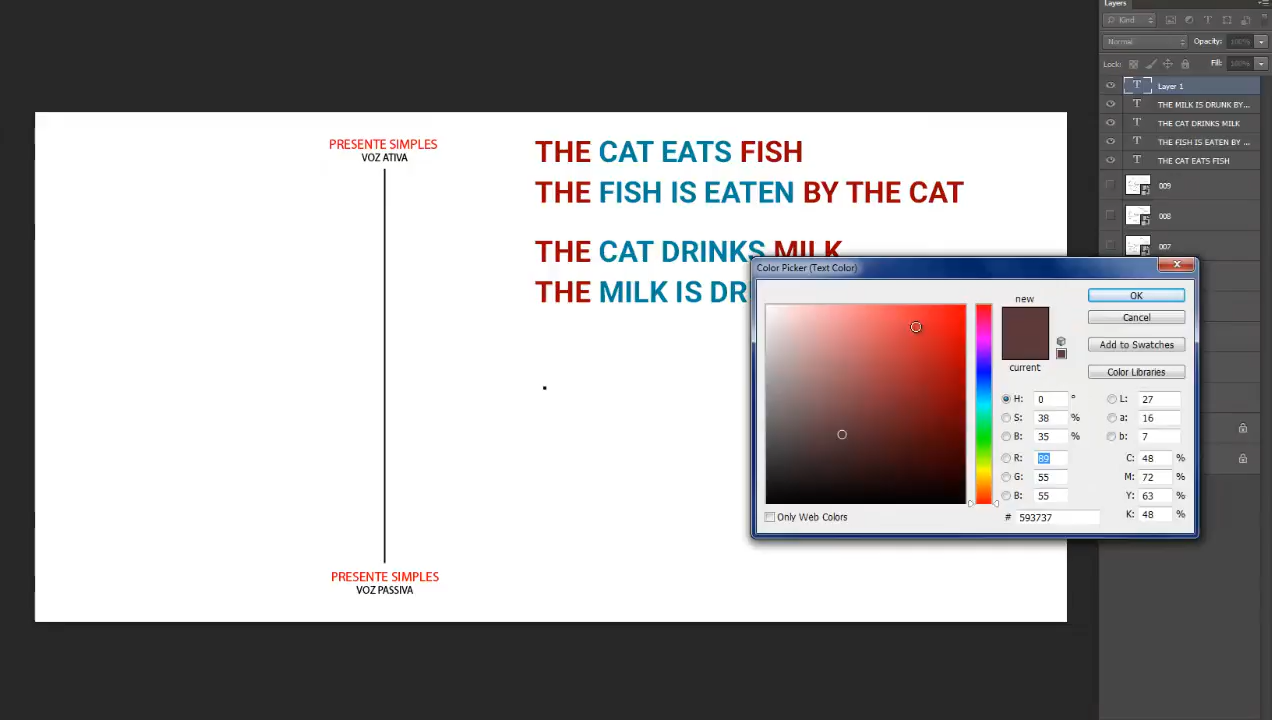 Layers
Kind
Normal Opacity: 100%
Lock: Fill: 100%
T Layer 1
T THE MILK IS DRUNK BY...
T THE CAT DRINKS MILK
T THE FISH IS EATEN BY ...
T THE CAT EATS FISH
009
008
007
PRESENTE SIMPLES
VOZ ATIVA
THE CAT EATS FISH
THE FISH IS EATEN BY THE CAT
THE CAT DRINKS MILK
THE MILK IS DR
.
PRESENTE SIMPLES
VOZ PASSIVA
Color Picker (Text Color)
new
current
OK
Cancel
Add to Swatches
Color Libraries
H: 0 °
S: 38 %
B: 35 %
R: 89
G: 55
B: 55
# 593737
L: 27
a: 16
b: 7
C: 48 %
M: 72 %
Y: 63 %
K: 48 %
Only Web Colors